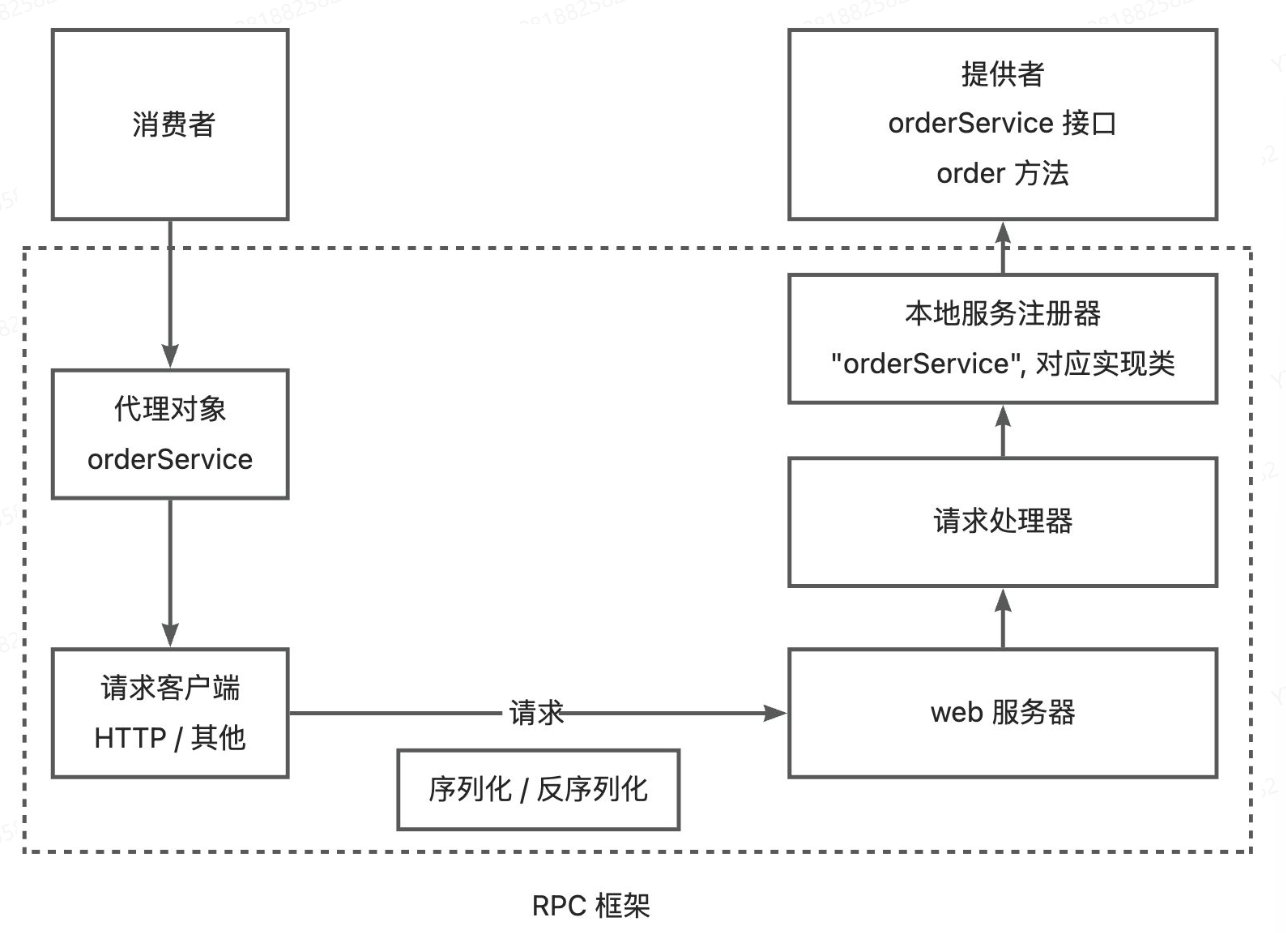 消费者
提供者
orderService 接口
order 方法
代理对象
orderService
本地服务注册器
"orderService", 对应实现类
请求处理器
请求客户端
HTTP / 其他
请求
web 服务器
序列化 / 反序列化
RPC 框架